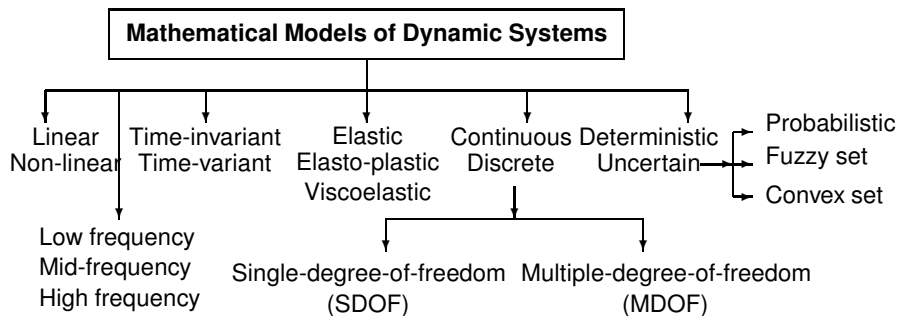 Mathematical Models of Dynamic Systems
Linear
Non-linear
Time-invariant
Time-variant
Elastic
Elasto-plastic
Viscoelastic
Continuous
Discrete
Deterministic
Uncertain
Probabilistic
Fuzzy set
Convex set
Low frequency
Mid-frequency
High frequency
Single-degree-of-freedom
(SDOF)
Multiple-degree-of-freedom
(MDOF)